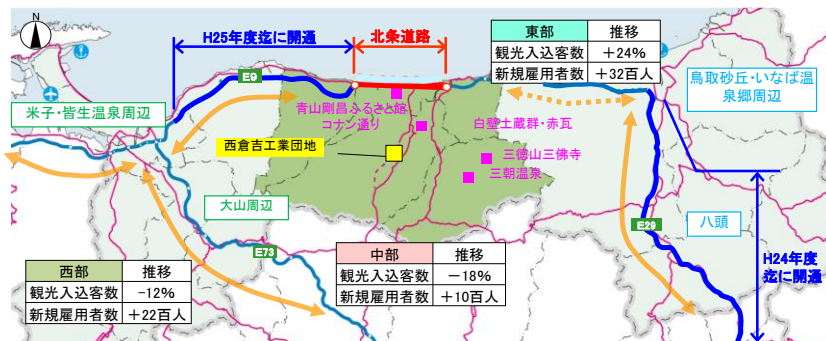 N
H25年度迄に開通
北条道路
東部 推移
観光入込客数 +24%
新規雇用者数 +32百人
E9
鳥取砂丘・いなば温
泉郷周辺
米子・皆生温泉周辺
青山剛昌ふるさと館
コナン通り
白壁土蔵群・赤瓦
西倉吉工業団地
三徳山三佛寺
三朝温泉
大山周辺
八頭
E29
E73
H24年度
迄に開通
西部 推移
観光入込客数 -12%
新規雇用者数 +22百人
中部 推移
観光入込客数 -18%
新規雇用者数 +10百人